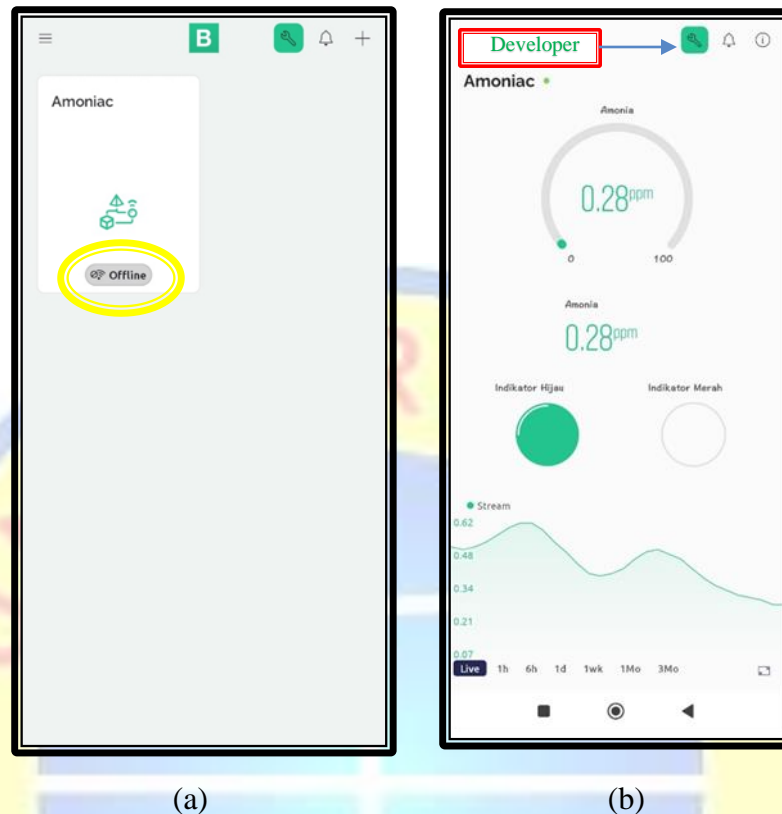 B
Amoniac
Offline
(a)
Developer
Amoniac
Amonia
0.28ppm
0 100
Amonia
0.28ppm
Indikator Hijau Indikator Merah
Stream
0.62
0.48
0.34
0.21
0.07
Live 1h 6h 1d 1wk 1Mo 3Mo
(b)